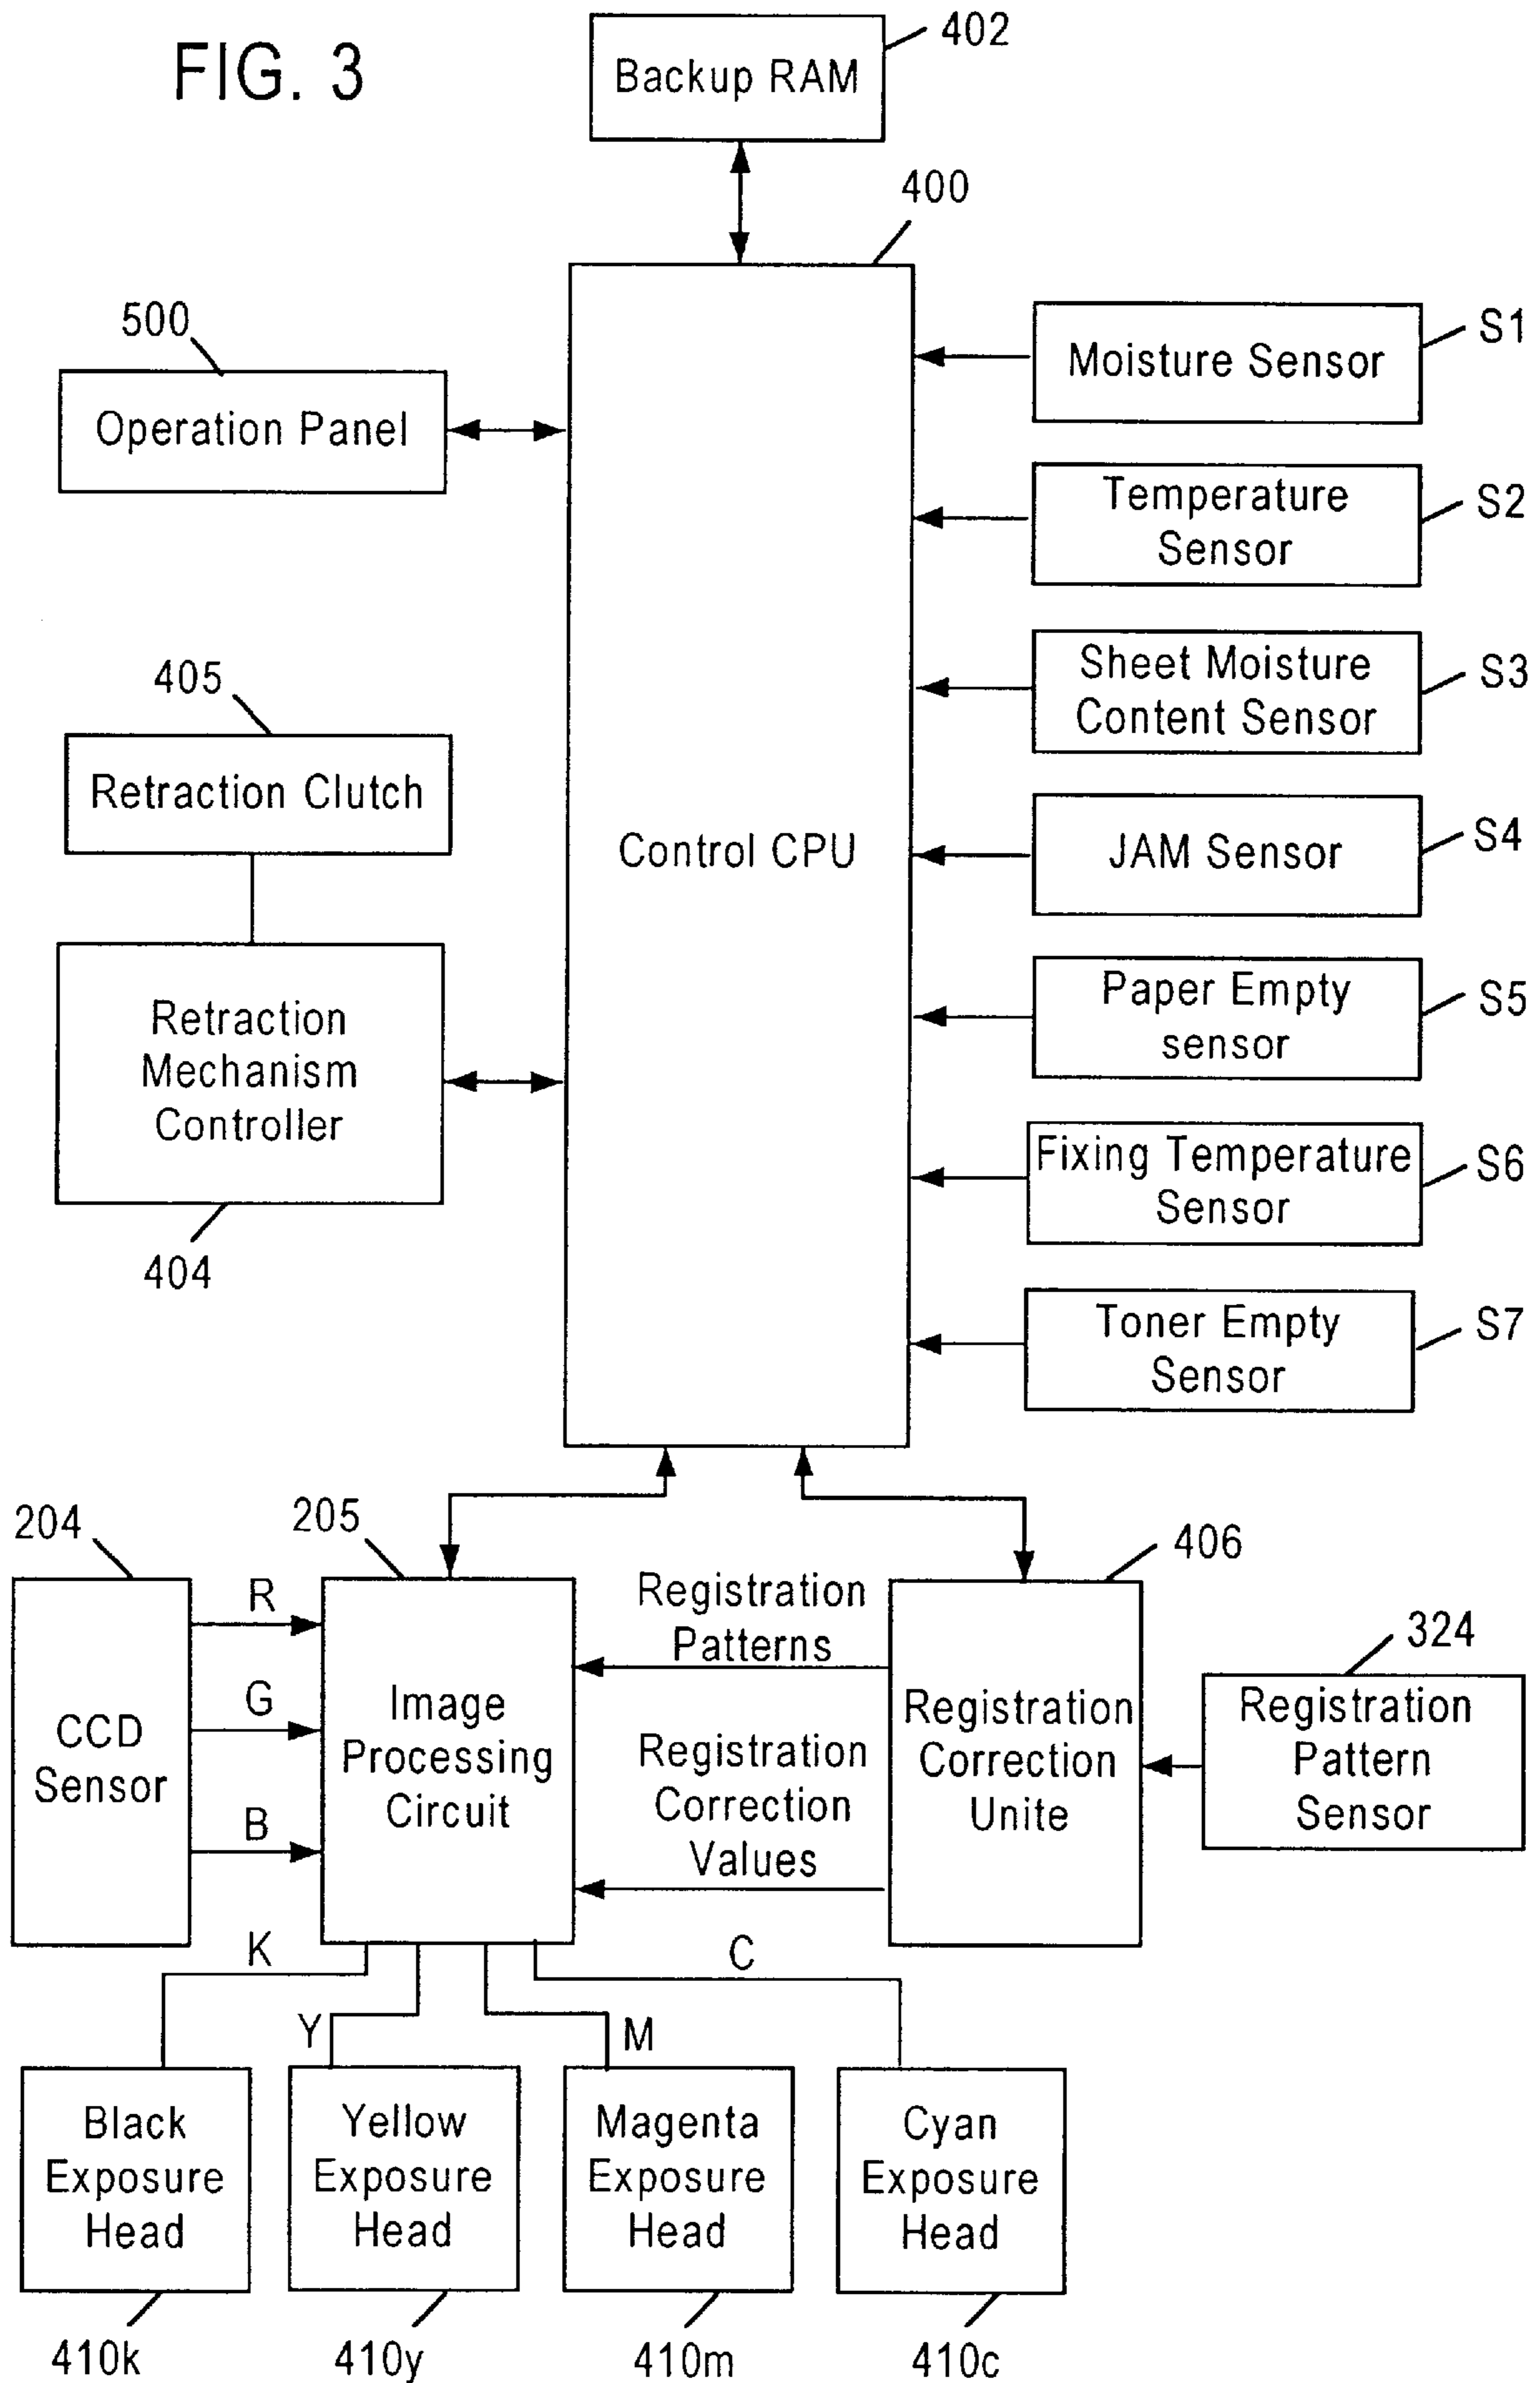 FIG. 3
Backup RAM
402
400
500
Operation Panel
Moisture Sensor
S1
Temperature
Sensor
S2
Sheet Moisture
Content Sensor
S3
405
Retraction Clutch
Control CPU
JAM Sensor
S4
Retraction
Mechanism
Controller
404
Paper Empty
sensor
S5
Fixing Temperature
Sensor
S6
Toner Empty
Sensor
S7
204
CCD
Sensor
R
G
B
205
Image
Processing
Circuit
Registration
Patterns
Registration
Correction
Values
406
Registration
Correction
Unite
324
Registration
Pattern
Sensor
K
Y
M
C
Black
Exposure
Head
410k
Yellow
Exposure
Head
410y
Magenta
Exposure
Head
410m
Cyan
Exposure
Head
410c